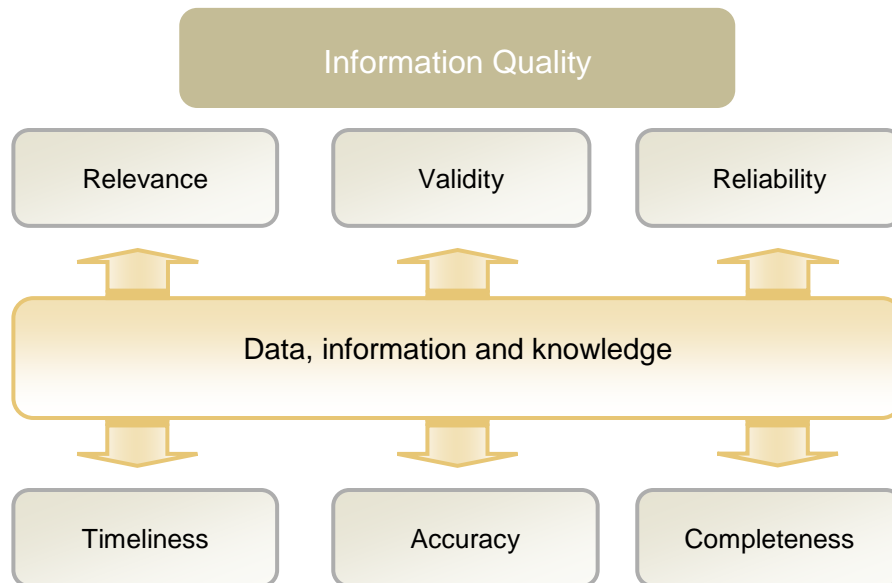 Information Quality
Relevance
Validity
Reliability
Data, information and knowledge
Timeliness
Accuracy
Completeness